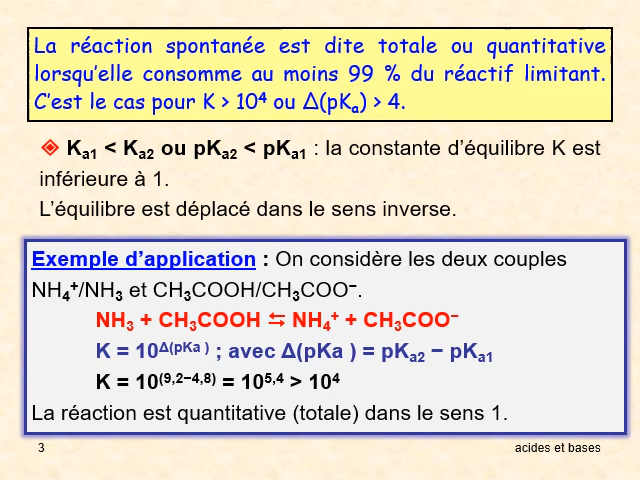 La réaction spontanée est dite totale ou quantitative
lorsqu'elle consomme au moins 99 % du réactif limitant.
C'est le cas pour K > 10⁴ ou Δ(pKₐ) > 4.
◈ Kₐ₁ < Kₐ₂ ou pKₐ₂ < pKₐ₁ : la constante d'équilibre K est
inférieure à 1.
L'équilibre est déplacé dans le sens inverse.
Exemple d'application : On considère les deux couples
NH₄⁺/NH₃ et CH₃COOH/CH₃COO⁻.
NH₃ + CH₃COOH ⇆ NH₄⁺ + CH₃COO⁻
K = 10^Δ(pKa ) ; avec Δ(pKa ) = pKₐ₂ − pKₐ₁
K = 10^(9,2−4,8) = 10^5,4 > 10⁴
La réaction est quantitative (totale) dans le sens 1.
3 acides et bases